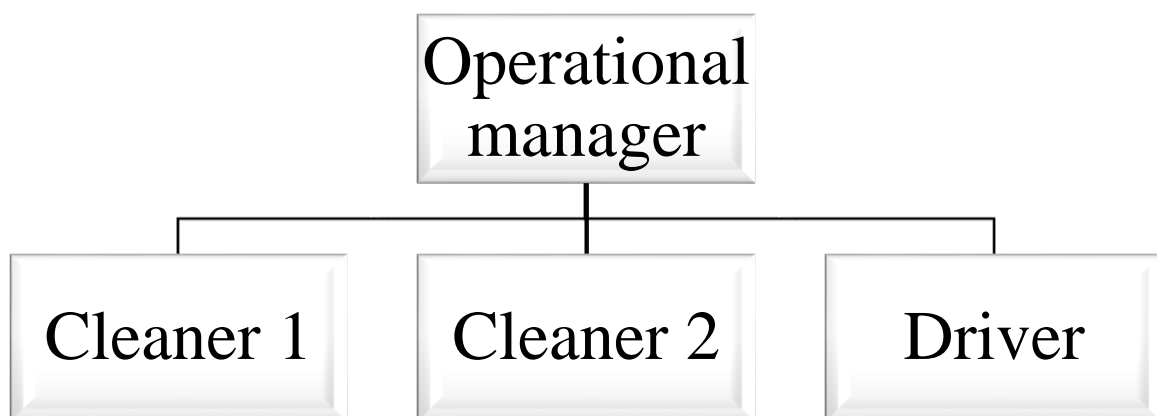 Operational
manager
Cleaner 1
Cleaner 2
Driver